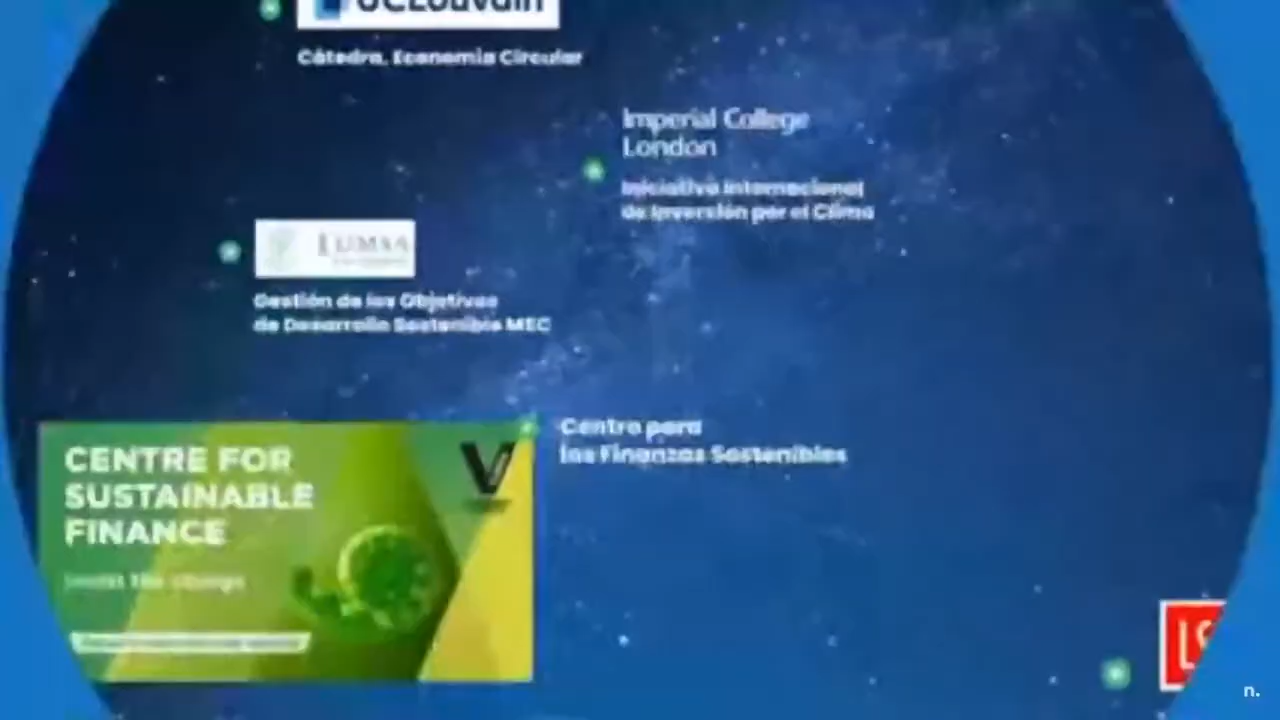 UCLouvain
Cátedra, Economía Circular
Imperial College
London
Iniciativa Internacional
de Inversión por el Clima
LUMSA
Gestión de los Objetivos
de Desarrollo Sostenible MEC
Centro para
las Finanzas Sostenibles
CENTRE FOR
SUSTAINABLE
FINANCE
V
LS
n.